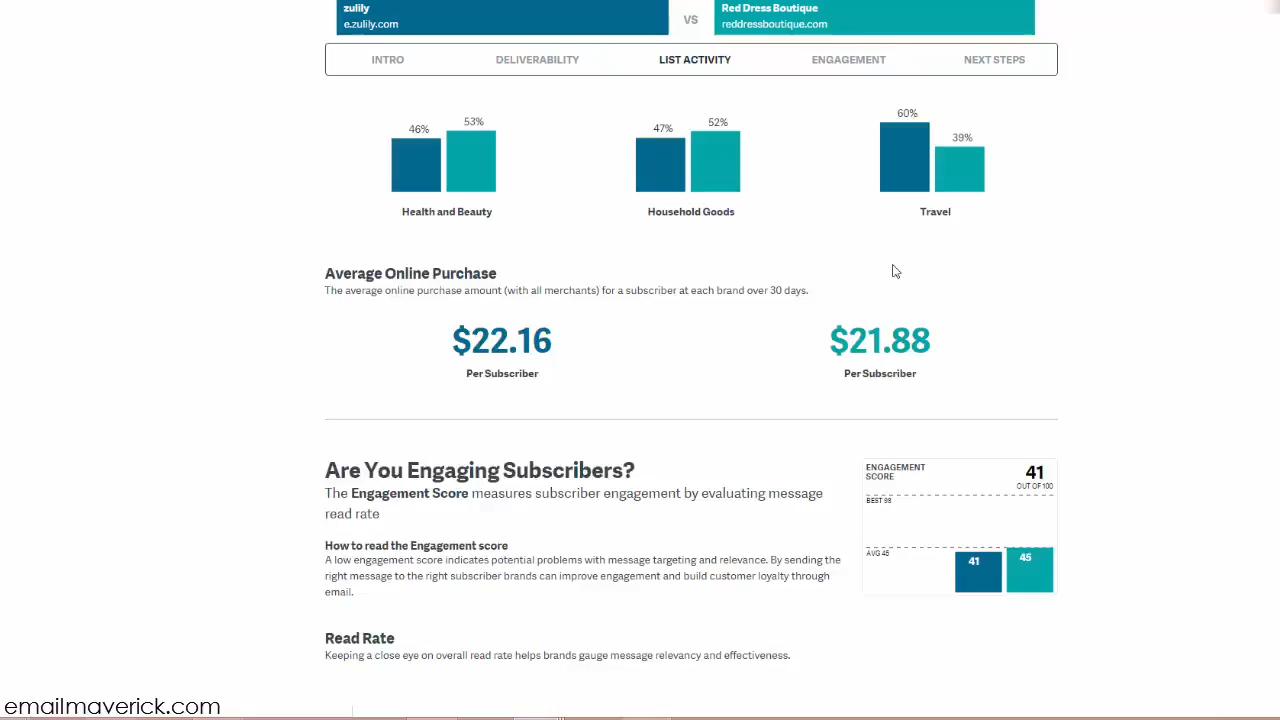 zulily
e.zulily.com
VS
Red Dress Boutique
reddressboutique.com
INTRO DELIVERABILITY LIST ACTIVITY ENGAGEMENT NEXT STEPS
46% 53% 47% 52% 60% 39%
Health and Beauty Household Goods Travel
Average Online Purchase
The average online purchase amount (with all merchants) for a subscriber at each brand over 30 days.
$22.16 $21.88
Per Subscriber Per Subscriber
Are You Engaging Subscribers?
The Engagement Score measures subscriber engagement by evaluating message
read rate
How to read the Engagement score
A low engagement score indicates potential problems with message targeting and relevance. By sending the
right message to the right subscriber brands can improve engagement and build customer loyalty through
email.
ENGAGEMENT
SCORE
41
OUT OF 100
BEST 98
AVG 45
41 45
Read Rate
Keeping a close eye on overall read rate helps brands gauge message relevancy and effectiveness.
emailmaverick.com